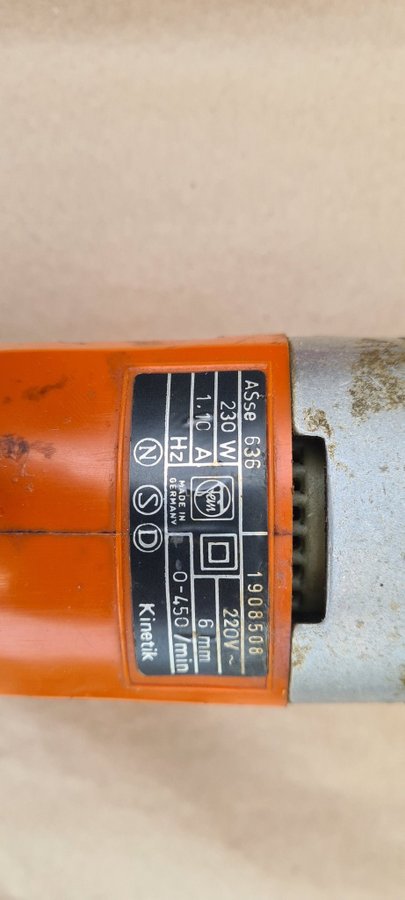 ASse 636 1908508
230 W 220V~
1.10 A 6 mm
Hz 0-450 /min
Fein
MADE IN
GERMANY
N S D Kinetik